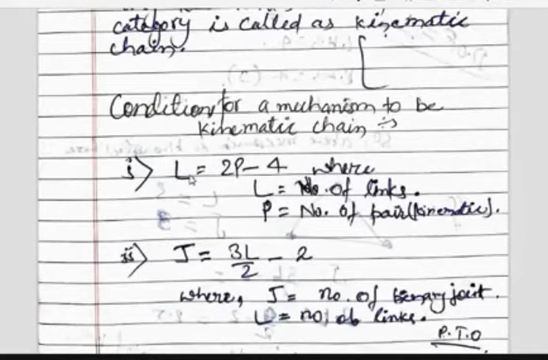 category is called as kinematic
chain.
Condition for a mechanism to be
kinematic chain :-
i) L = 2P - 4 where
L = No. of links.
P = No. of pair (kinematic).
ii) J = 3L/2 - 2
where, J = no. of binary joint.
L = no. of links.
P.T.O